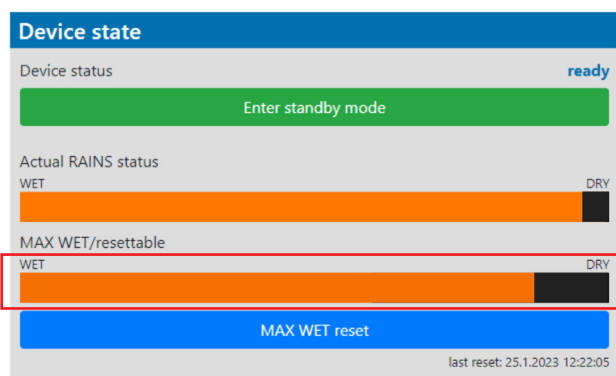 Device state
Device status ready
Enter standby mode
Actual RAINS status
WET DRY
MAX WET/resettable
WET DRY
MAX WET reset
last reset: 25.1.2023 12:22:05